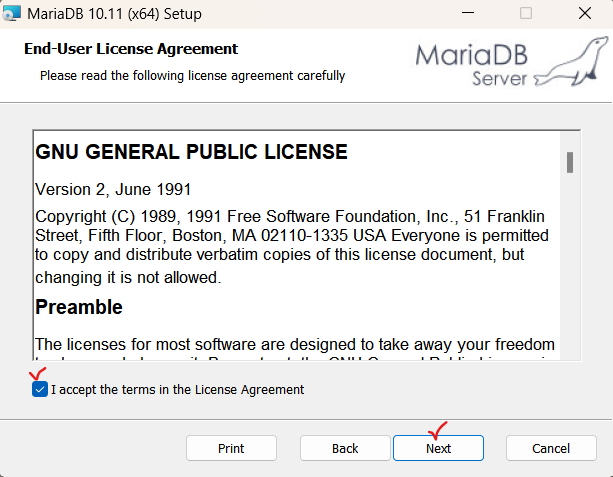 MariaDB 10.11 (x64) Setup
End-User License Agreement
Please read the following license agreement carefully
MariaDB
Server
GNU GENERAL PUBLIC LICENSE
Version 2, June 1991
Copyright (C) 1989, 1991 Free Software Foundation, Inc., 51 Franklin
Street, Fifth Floor, Boston, MA 02110-1335 USA Everyone is permitted
to copy and distribute verbatim copies of this license document, but
changing it is not allowed.
Preamble
The licenses for most software are designed to take away your freedom
I accept the terms in the License Agreement
Print
Back
Next
Cancel